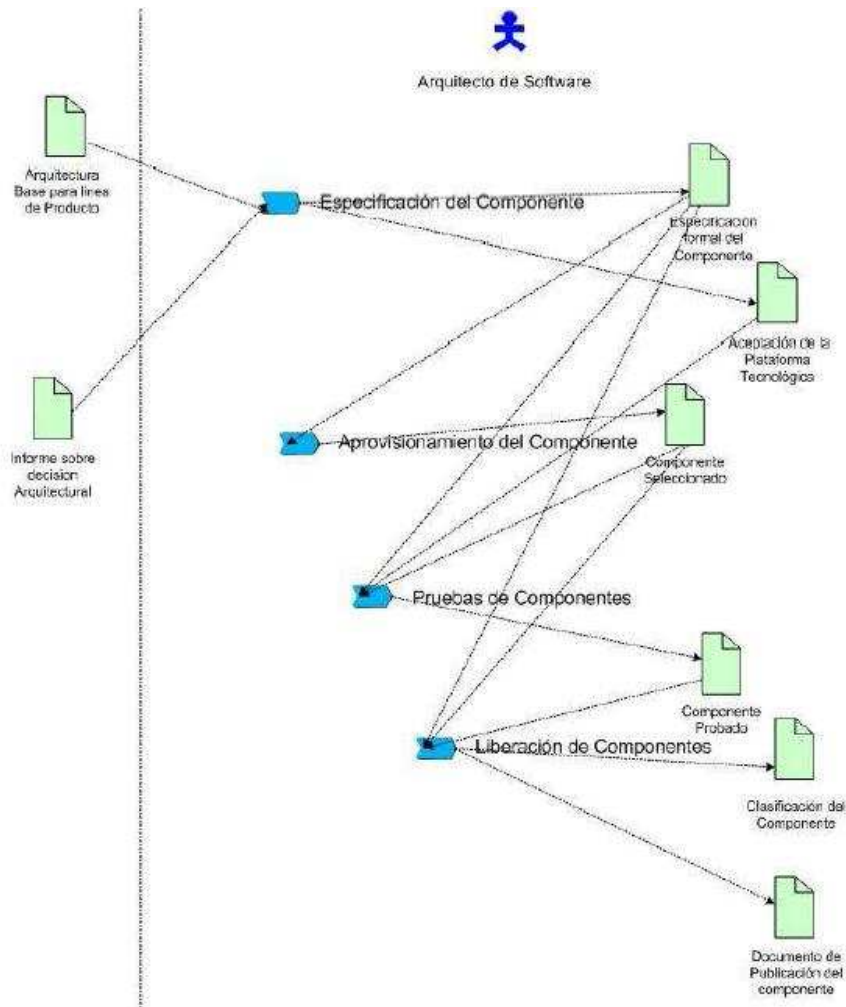 Arquitecto de Software
Arquitectura
Base para linea
de Producto
Especificación del Componente
Especificacion
formal del
Componente
Aceptación de la
Plataforma
Tecnológica
Informe sobre
decision
Arquitectural
Aprovisionamiento del Componente
Componente
Seleccionado
Pruebas de Componentes
Componente
Probado
Liberación de Componentes
Clasificación del
Componente
Documento de
Publicación del
componente